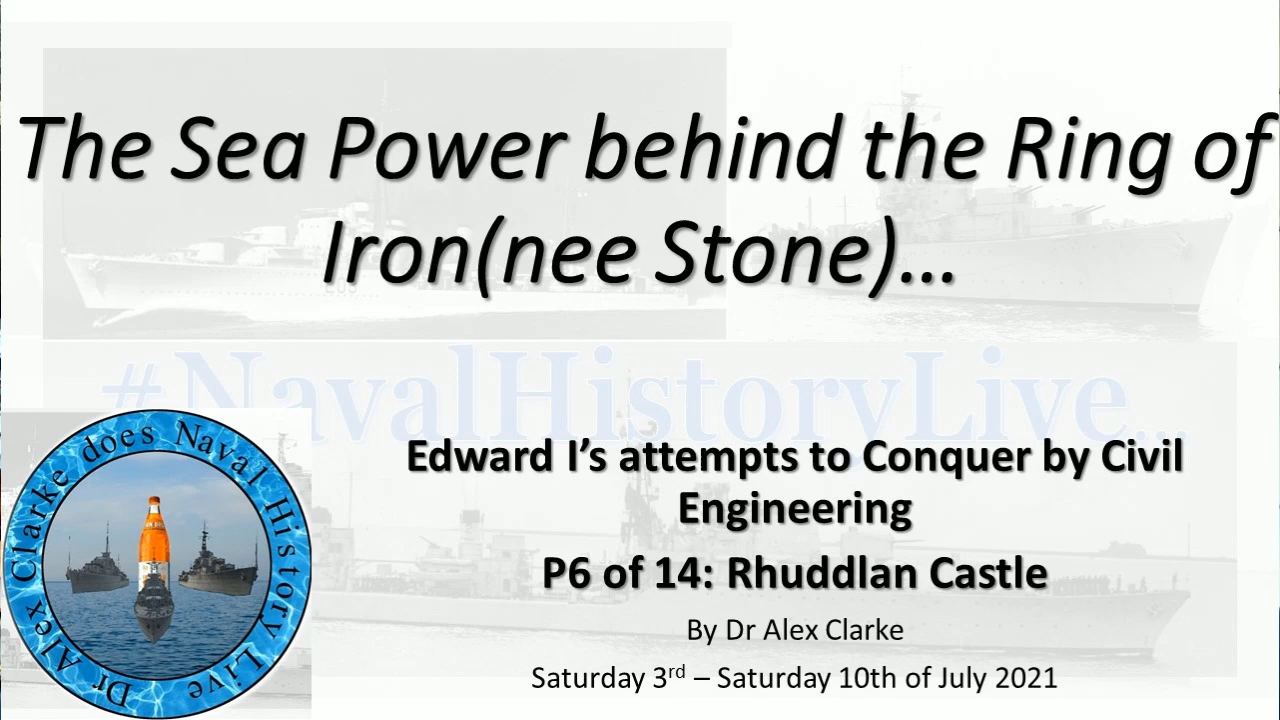 The Sea Power behind the Ring of
Iron(nee Stone)...
#NavalHistoryLive...
Edward I’s attempts to Conquer by Civil
Engineering
P6 of 14: Rhuddlan Castle
By Dr Alex Clarke
Saturday 3rd – Saturday 10th of July 2021
Dr Alex Clarke does Naval History Live